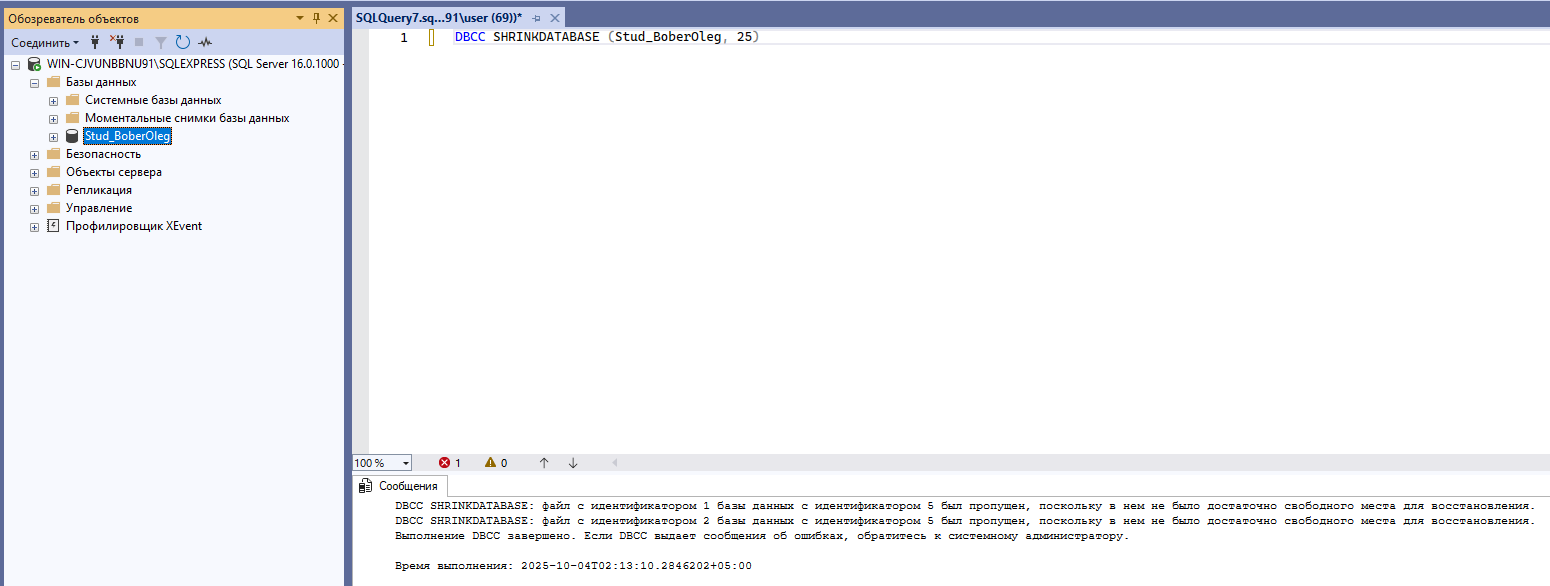 Обозреватель объектов
Соединить
WIN-CJVUNBBNU91\SQLEXPRESS (SQL Server 16.0.1000 -
Базы данных
Системные базы данных
Моментальные снимки базы данных
Stud_BoberOleg
Безопасность
Объекты сервера
Репликация
Управление
Профилировщик XEvent
SQLQuery7.sq...91\user (69))*
1
DBCC SHRINKDATABASE (Stud_BoberOleg, 25)
100 %
1
0
Сообщения
DBCC SHRINKDATABASE: файл с идентификатором 1 базы данных с идентификатором 5 был пропущен, поскольку в нем не было достаточно свободного места для восстановления.
DBCC SHRINKDATABASE: файл с идентификатором 2 базы данных с идентификатором 5 был пропущен, поскольку в нем не было достаточно свободного места для восстановления.
Выполнение DBCC завершено. Если DBCC выдает сообщения об ошибках, обратитесь к системному администратору.
Время выполнения: 2025-10-04T02:13:10.2846202+05:00